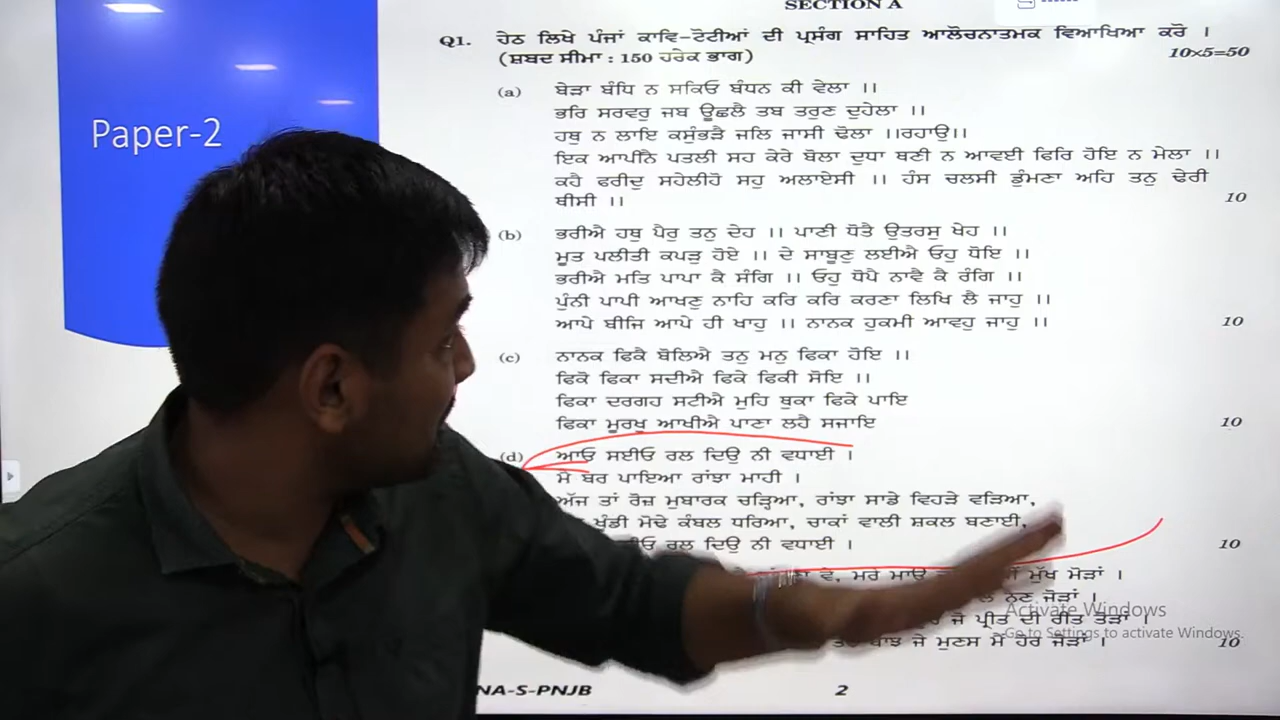 SECTION A
Paper-2
Q1. ਹੇਠ ਲਿਖੇ ਪੰਜਾਂ ਕਾਵਿ-ਟੋਟੀਆਂ ਦੀ ਪ੍ਰਸੰਗ ਸਾਹਿਤ ਆਲੋਚਨਾਤਮਕ ਵਿਆਖਿਆ ਕਰੋ ।
(ਸ਼ਬਦ ਸੀਮਾ : 150 ਹਰੇਕ ਭਾਗ) 10×5=50
(a) ਬੇੜਾ ਬੰਧਿ ਨ ਸਕਿਓ ਬੰਧਨ ਕੀ ਵੇਲਾ ।।
ਭਰਿ ਸਰਵਰੁ ਜਬ ਊਛਲੈ ਤਬ ਤਰੁਣ ਦੁਹੇਲਾ ।।
ਹਥੁ ਨ ਲਾਇ ਕਸੁੰਭੜੈ ਜਲਿ ਜਾਸੀ ਢੋਲਾ ।।ਰਹਾਉ।।
ਇਕ ਆਪੀਨੈ ਪਤਲੀ ਸਹ ਕੇਰੇ ਬੋਲਾ ਦੁਧਾ ਥਣੀ ਨ ਆਵਈ ਫਿਰਿ ਹੋਇ ਨ ਮੇਲਾ ।।
ਕਹੈ ਫਰੀਦੁ ਸਹੇਲੀਹੋ ਸਹੁ ਅਲਾਏਸੀ ।। ਹੰਸ ਚਲਸੀ ਡੁੰਮਣਾ ਅਹਿ ਤਨੁ ਢੇਰੀ
ਥੀਸੀ ।। 10
(b) ਭਰੀਐ ਹਥੁ ਪੈਰੁ ਤਨੁ ਦੇਹ ।। ਪਾਣੀ ਧੋਤੈ ਉਤਰਸੁ ਖੇਹ ।।
ਮੂਤ ਪਲੀਤੀ ਕਪੜੁ ਹੋਏ ।। ਦੇ ਸਾਬੂਣੁ ਲਈਐ ਓਹੁ ਧੋਇ ।।
ਭਰੀਐ ਮਤਿ ਪਾਪਾ ਕੈ ਸੰਗਿ ।। ਓਹੁ ਧੋਪੈ ਨਾਵੈ ਕੈ ਰੰਗਿ ।।
ਪੁੰਨੀ ਪਾਪੀ ਆਖਣੁ ਨਾਹਿ ਕਰਿ ਕਰਿ ਕਰਣਾ ਲਿਖਿ ਲੈ ਜਾਹੁ ।।
ਆਪੇ ਬੀਜਿ ਆਪੇ ਹੀ ਖਾਹੁ ।। ਨਾਨਕ ਹੁਕਮੀ ਆਵਹੁ ਜਾਹੁ ।। 10
(c) ਨਾਨਕ ਫਿਕੈ ਬੋਲਿਐ ਤਨੁ ਮਨੁ ਫਿਕਾ ਹੋਇ ।।
ਫਿਕੋ ਫਿਕਾ ਸਦੀਐ ਫਿਕੇ ਫਿਕੀ ਸੋਇ ।।
ਫਿਕਾ ਦਰਗਹ ਸਟੀਐ ਮੁਹਿ ਥੁਕਾ ਫਿਕੇ ਪਾਇ
ਫਿਕਾ ਮੂਰਖੁ ਆਖੀਐ ਪਾਣਾ ਲਹੈ ਸਜਾਇ 10
(d) ਆਓ ਸਈਓ ਰਲ ਦਿਉ ਨੀ ਵਧਾਈ ।
ਮੈ ਬਰ ਪਾਇਆ ਰਾਂਝਾ ਮਾਹੀ ।
ਅੱਜ ਤਾਂ ਰੋਜ਼ ਮੁਬਾਰਕ ਚੜ੍ਹਿਆ, ਰਾਂਝਾ ਸਾਡੇ ਵਿਹੜੇ ਵੜਿਆ,
ਖੂੰਡੀ ਮੋਢੇ ਕੰਬਲ ਧਰਿਆ, ਚਾਕਾਂ ਵਾਲੀ ਸ਼ਕਲ ਬਣਾਈ,
ਰਲ ਦਿਉ ਨੀ ਵਧਾਈ । 10
ਵੇ, ਮੁੱਖ ਮੋੜਾਂ ।
ਜੋੜਾਂ ।
ਜੋ ਪ੍ਰੀਤ ਦੀ ਰੀਤ ਤੋੜਾਂ ।
ਬਾਝ ਜੇ ਮੁਣਸ ਮੈਂ ਹੋਰ ਜੋੜਾਂ । 10
Activate Windows
Go to Settings to activate Windows.
NA-S-PNJB 2